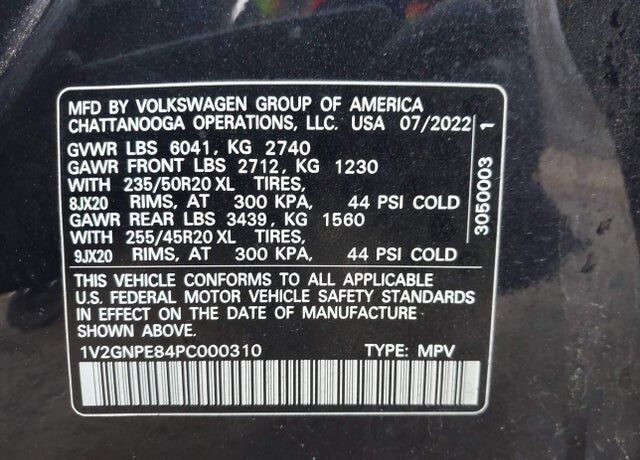 MFD BY VOLKSWAGEN GROUP OF AMERICA
CHATTANOOGA OPERATIONS, LLC. USA 07/2022
GVWR LBS 6041, KG 2740
GAWR FRONT LBS 2712, KG 1230
WITH 235/50R20 XL TIRES,
8JX20 RIMS, AT 300 KPA, 44 PSI COLD
GAWR REAR LBS 3439, KG 1560
WITH 255/45R20 XL TIRES,
9JX20 RIMS, AT 300 KPA, 44 PSI COLD
THIS VEHICLE CONFORMS TO ALL APPLICABLE
U.S. FEDERAL MOTOR VEHICLE SAFETY STANDARDS
IN EFFECT ON THE DATE OF MANUFACTURE
SHOWN ABOVE.
1V2GNPE84PC000310 TYPE: MPV
3050003 1